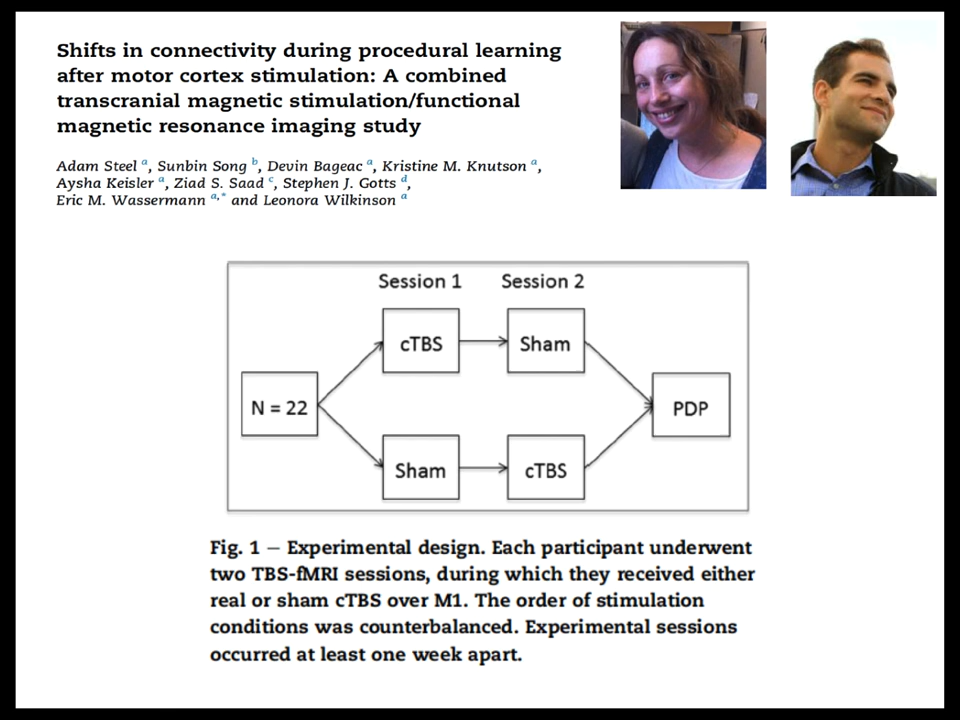 Shifts in connectivity during procedural learning
after motor cortex stimulation: A combined
transcranial magnetic stimulation/functional
magnetic resonance imaging study
Adam Steel a, Sunbin Song b, Devin Bageac a, Kristine M. Knutson a,
Aysha Keisler a, Ziad S. Saad c, Stephen J. Gotts d,
Eric M. Wassermann a,* and Leonora Wilkinson a
Session 1 Session 2
cTBS Sham
N = 22 PDP
Sham cTBS
Fig. 1 – Experimental design. Each participant underwent
two TBS-fMRI sessions, during which they received either
real or sham cTBS over M1. The order of stimulation
conditions was counterbalanced. Experimental sessions
occurred at least one week apart.